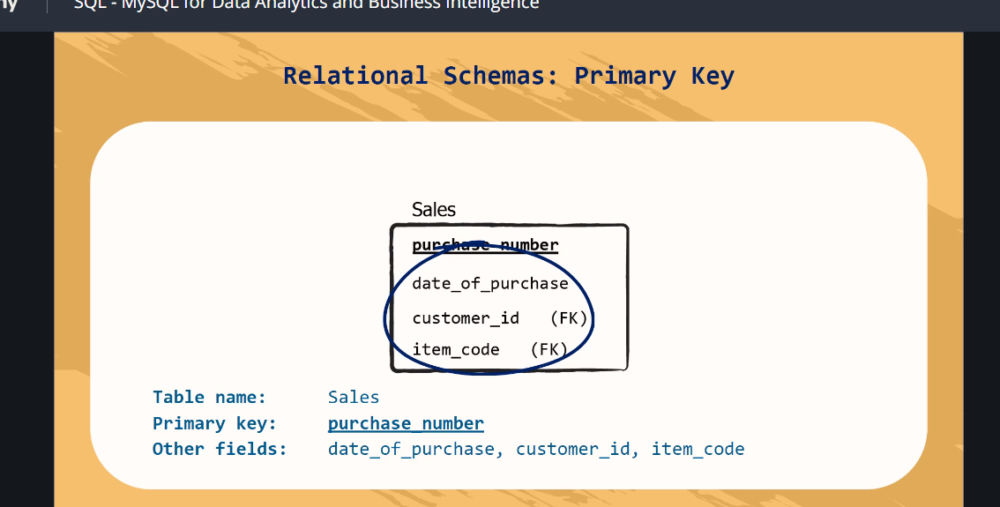 SQL - MySQL for Data Analytics and Business Intelligence
Relational Schemas: Primary Key
Sales
purchase_number
date_of_purchase
customer_id (FK)
item_code (FK)
Table name: Sales
Primary key: purchase_number
Other fields: date_of_purchase, customer_id, item_code